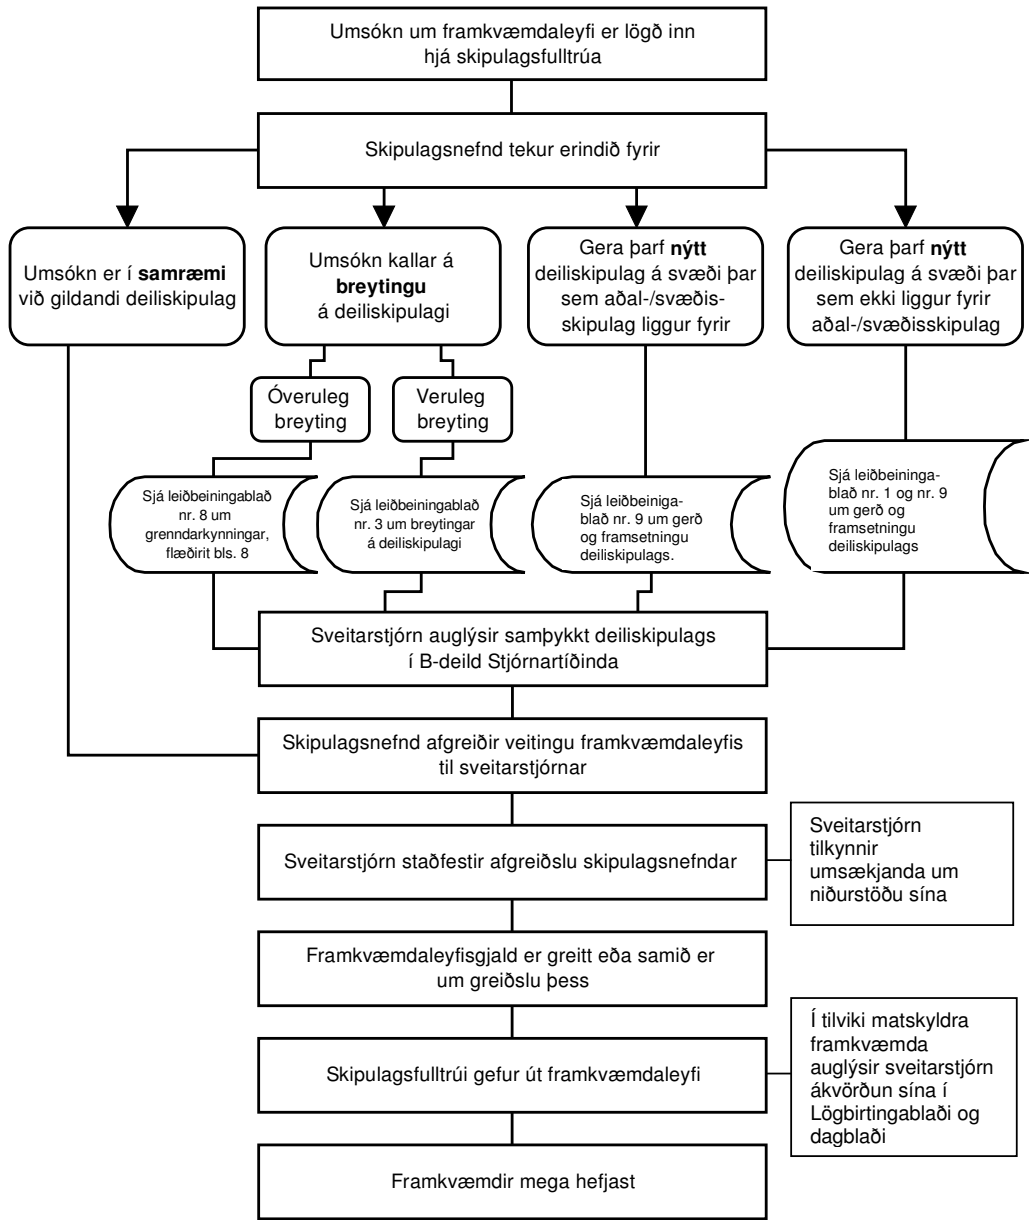 Umsókn um framkvæmdaleyfi er lögð inn
hjá skipulagsfulltrúa
Skipulagsnefnd tekur erindið fyrir
Umsókn er í samræmi
við gildandi deiliskipulag
Umsókn kallar á
breytingu
á deiliskipulagi
Gera þarf nýtt
deiliskipulag á svæði þar
sem aðal-/svæðis-
skipulag liggur fyrir
Gera þarf nýtt
deiliskipulag á svæði þar
sem ekki liggur fyrir
aðal-/svæðisskipulag
Óveruleg
breyting
Veruleg
breyting
Sjá leiðbeiningablað
nr. 8 um
grenndarkynningar,
flæðirit bls. 8
Sjá leiðbeiningablað
nr. 3 um breytingar
á deiliskipulagi
Sjá leiðbeiniga-
blað nr. 9 um gerð
og framsetningu
deiliskipulags.
Sjá leiðbeininga-
blað nr. 1 og nr. 9
um gerð og
framsetningu
deiliskipulags
Sveitarstjórn auglýsir samþykkt deiliskipulags
í B-deild Stjórnartíðinda
Skipulagsnefnd afgreiðir veitingu framkvæmdaleyfis
til sveitarstjórnar
Sveitarstjórn staðfestir afgreiðslu skipulagsnefndar
Sveitarstjórn
tilkynnir
umsækjanda um
niðurstöðu sína
Framkvæmdaleyfisgjald er greitt eða samið er
um greiðslu þess
Skipulagsfulltrúi gefur út framkvæmdaleyfi
Í tilviki matskyldra
framkvæmda
auglýsir sveitarstjórn
ákvörðun sína í
Lögbirtingablaði og
dagblaði
Framkvæmdir mega hefjast